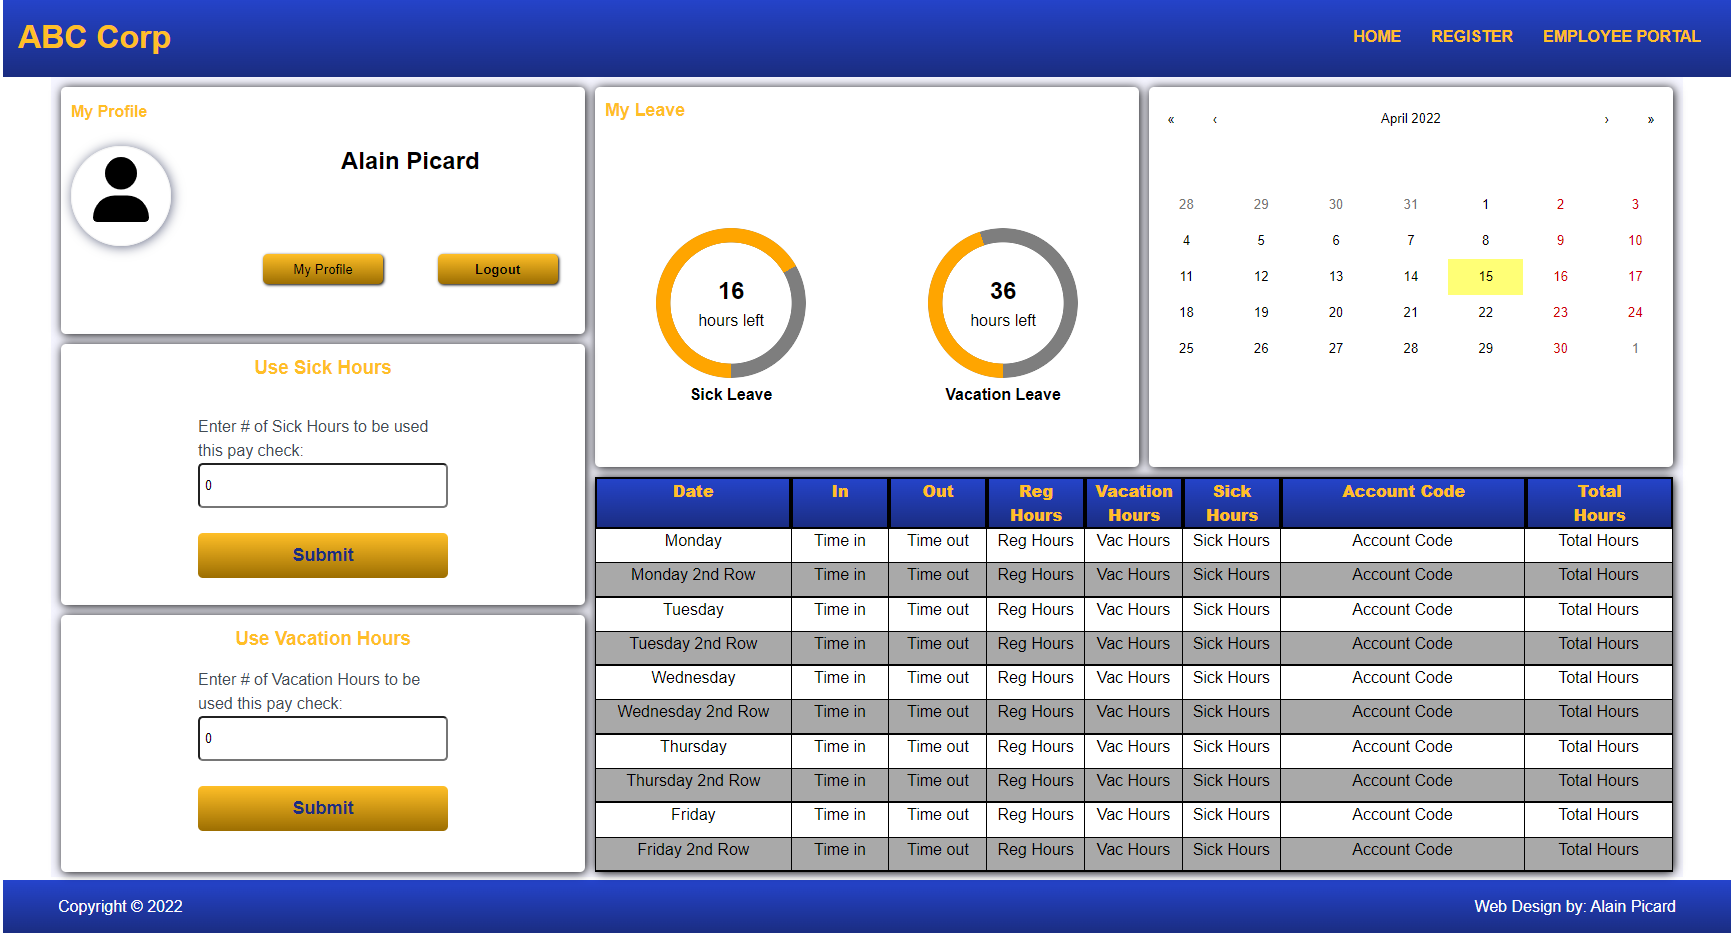 ABC Corp
HOME REGISTER EMPLOYEE PORTAL
My Profile
Alain Picard
My Profile Logout
Use Sick Hours
Enter # of Sick Hours to be used
this pay check:
0
Submit
Use Vacation Hours
Enter # of Vacation Hours to be
used this pay check:
0
Submit
My Leave
16
hours left
Sick Leave
36
hours left
Vacation Leave
« ‹ April 2022 › »
28 29 30 31 1 2 3
4 5 6 7 8 9 10
11 12 13 14 15 16 17
18 19 20 21 22 23 24
25 26 27 28 29 30 1
Date In Out Reg Hours Vacation Hours Sick Hours Account Code Total Hours
Monday Time in Time out Reg Hours Vac Hours Sick Hours Account Code Total Hours
Monday 2nd Row Time in Time out Reg Hours Vac Hours Sick Hours Account Code Total Hours
Tuesday Time in Time out Reg Hours Vac Hours Sick Hours Account Code Total Hours
Tuesday 2nd Row Time in Time out Reg Hours Vac Hours Sick Hours Account Code Total Hours
Wednesday Time in Time out Reg Hours Vac Hours Sick Hours Account Code Total Hours
Wednesday 2nd Row Time in Time out Reg Hours Vac Hours Sick Hours Account Code Total Hours
Thursday Time in Time out Reg Hours Vac Hours Sick Hours Account Code Total Hours
Thursday 2nd Row Time in Time out Reg Hours Vac Hours Sick Hours Account Code Total Hours
Friday Time in Time out Reg Hours Vac Hours Sick Hours Account Code Total Hours
Friday 2nd Row Time in Time out Reg Hours Vac Hours Sick Hours Account Code Total Hours
Copyright © 2022
Web Design by: Alain Picard